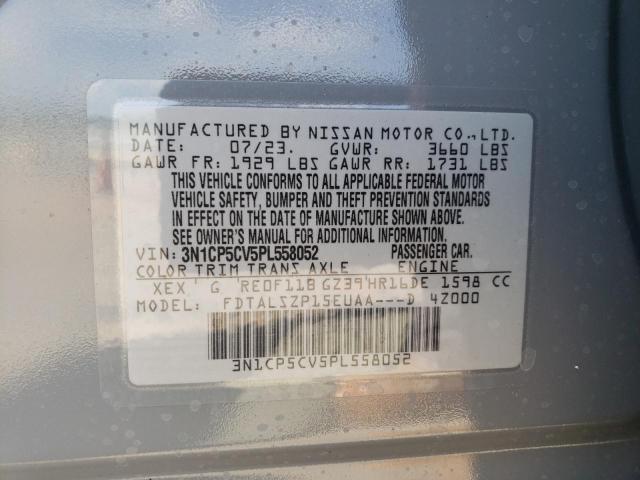 MANUFACTURED BY NISSAN MOTOR CO.,LTD.
DATE: 07/23. GVWR: 3660 LBS
GAWR FR: 1929 LBS GAWR RR: 1731 LBS
THIS VEHICLE CONFORMS TO ALL APPLICABLE FEDERAL MOTOR
VEHICLE SAFETY, BUMPER AND THEFT PREVENTION STANDARDS
IN EFFECT ON THE DATE OF MANUFACTURE SHOWN ABOVE.
SEE OWNER'S MANUAL FOR ADDITIONAL INFORMATION.
VIN: 3N1CP5CV5PL558052 PASSENGER CAR.
COLOR TRIM TRANS AXLE ENGINE
XEX G RE0F11B GZ39 HR16DE 1598 CC
MODEL: FDTALSZP15EUAA---D 4Z000
3N1CP5CV5PL558052